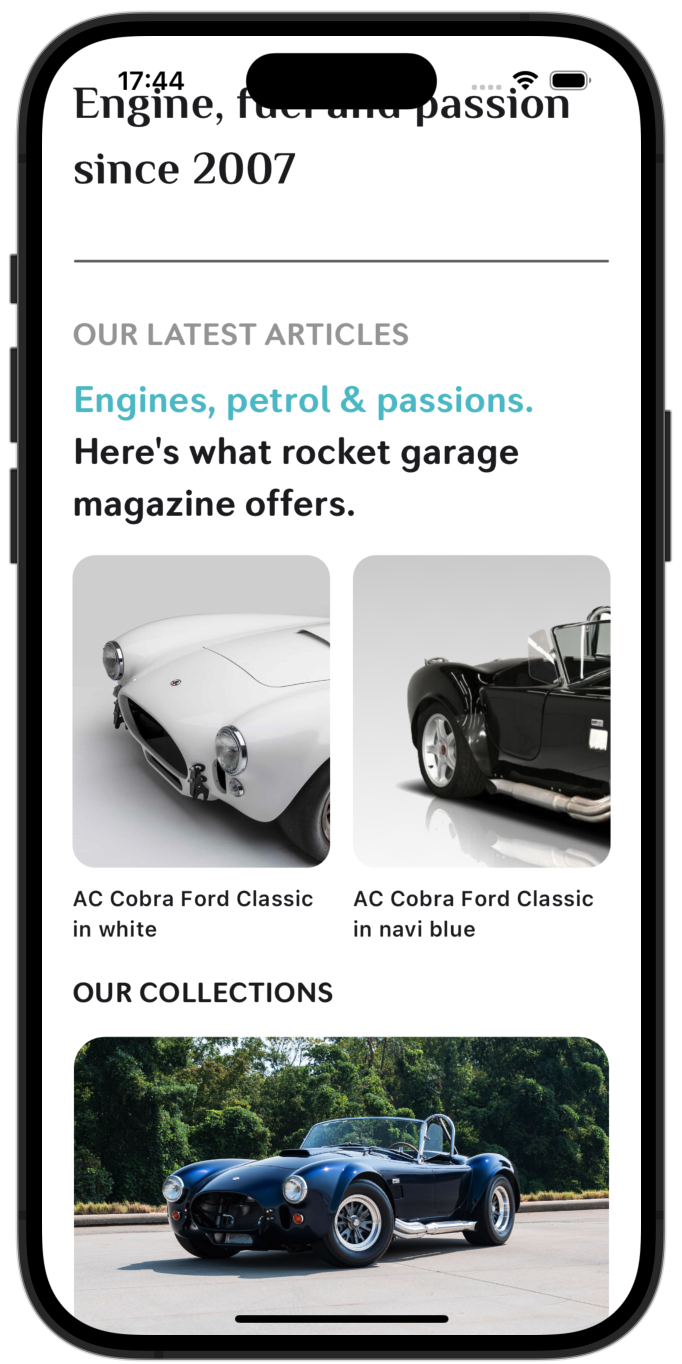 17:44
Engine, fuel and passion
since 2007
OUR LATEST ARTICLES
Engines, petrol & passions.
Here's what rocket garage
magazine offers.
AC Cobra Ford Classic
in white
AC Cobra Ford Classic
in navi blue
OUR COLLECTIONS